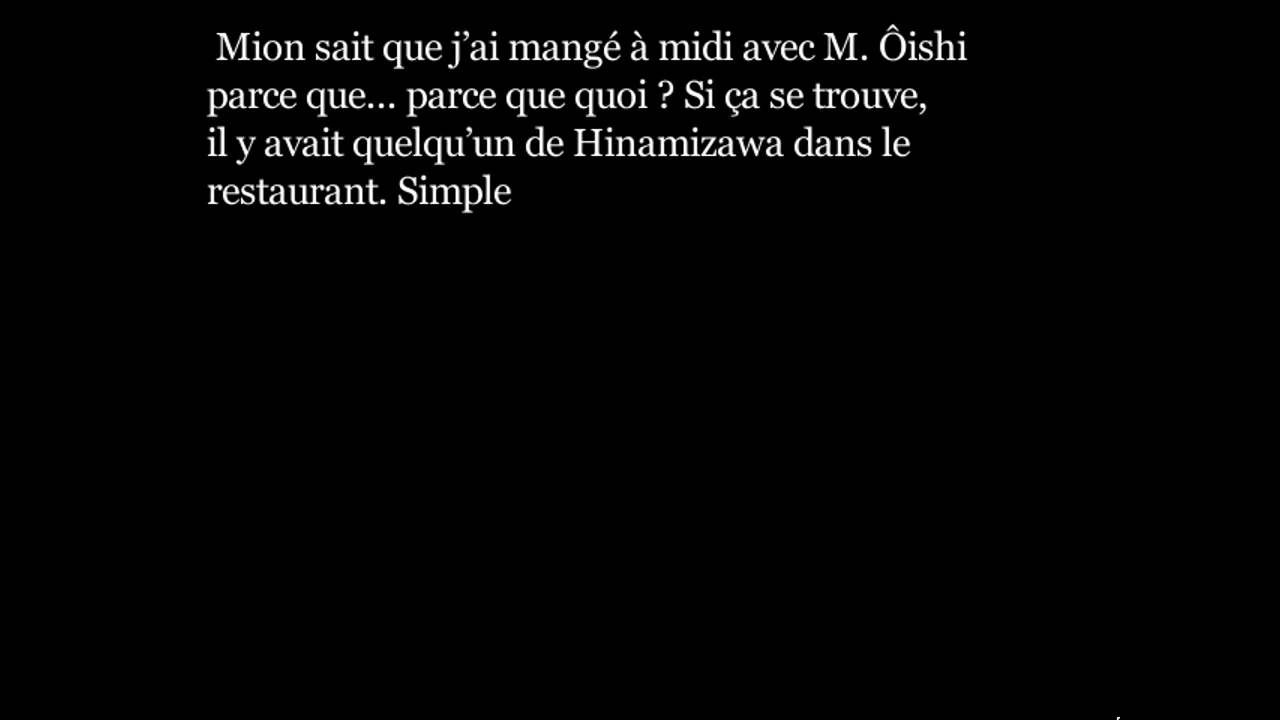 Mion sait que j’ai mangé à midi avec M. Ôishi
parce que… parce que quoi ? Si ça se trouve,
il y avait quelqu’un de Hinamizawa dans le
restaurant. Simple